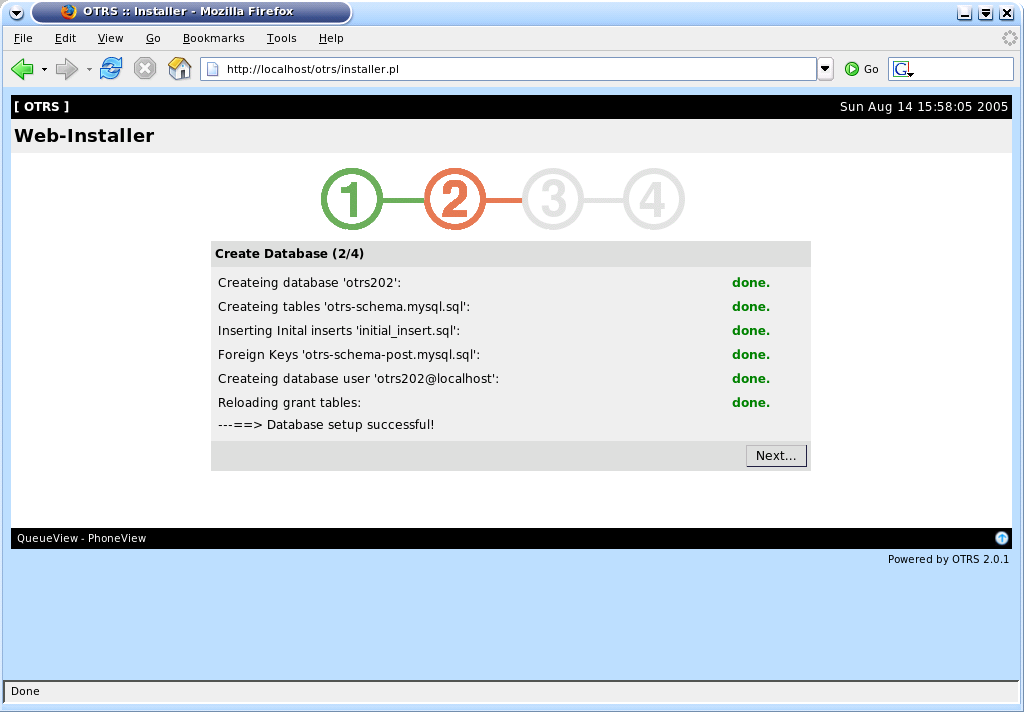 OTRS :: Installer - Mozilla Firefox
File Edit View Go Bookmarks Tools Help
http://localhost/otrs/installer.pl Go G
[ OTRS ] Sun Aug 14 15:58:05 2005
Web-Installer
1 2 3 4
Create Database (2/4)
Createing database 'otrs202': done.
Createing tables 'otrs-schema.mysql.sql': done.
Inserting Inital inserts 'initial_insert.sql': done.
Foreign Keys 'otrs-schema-post.mysql.sql': done.
Createing database user 'otrs202@localhost': done.
Reloading grant tables: done.
---==> Database setup successful!
Next...
QueueView - PhoneView
Powered by OTRS 2.0.1
Done